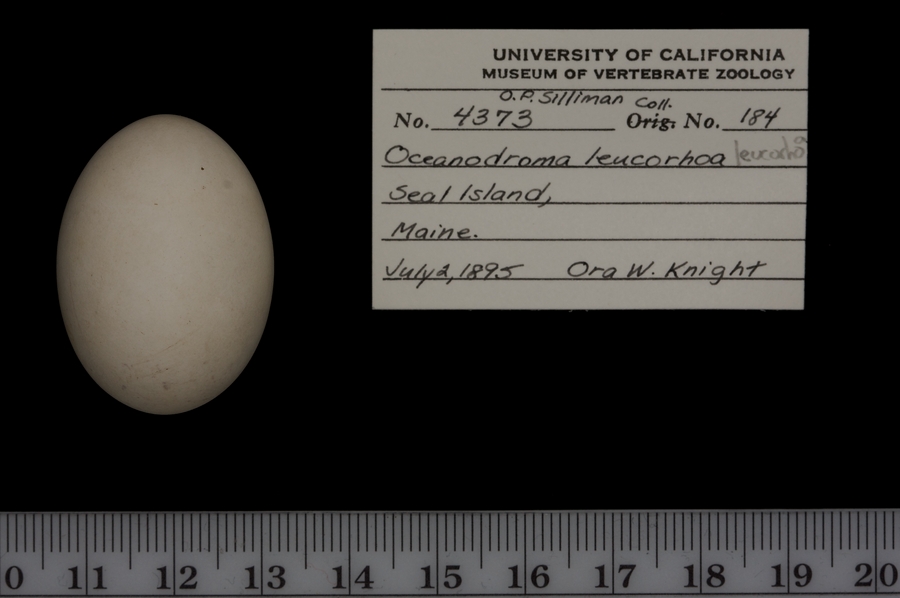 UNIVERSITY OF CALIFORNIA
MUSEUM OF VERTEBRATE ZOOLOGY
O.P. Silliman Coll.
No. 4373 Orig. No. 184
Oceanodroma leucorhoa leucorhoa
Seal Island,
Maine.
July 2, 1895 Ora W. Knight
0 11 12 13 14 15 16 17 18 19 20